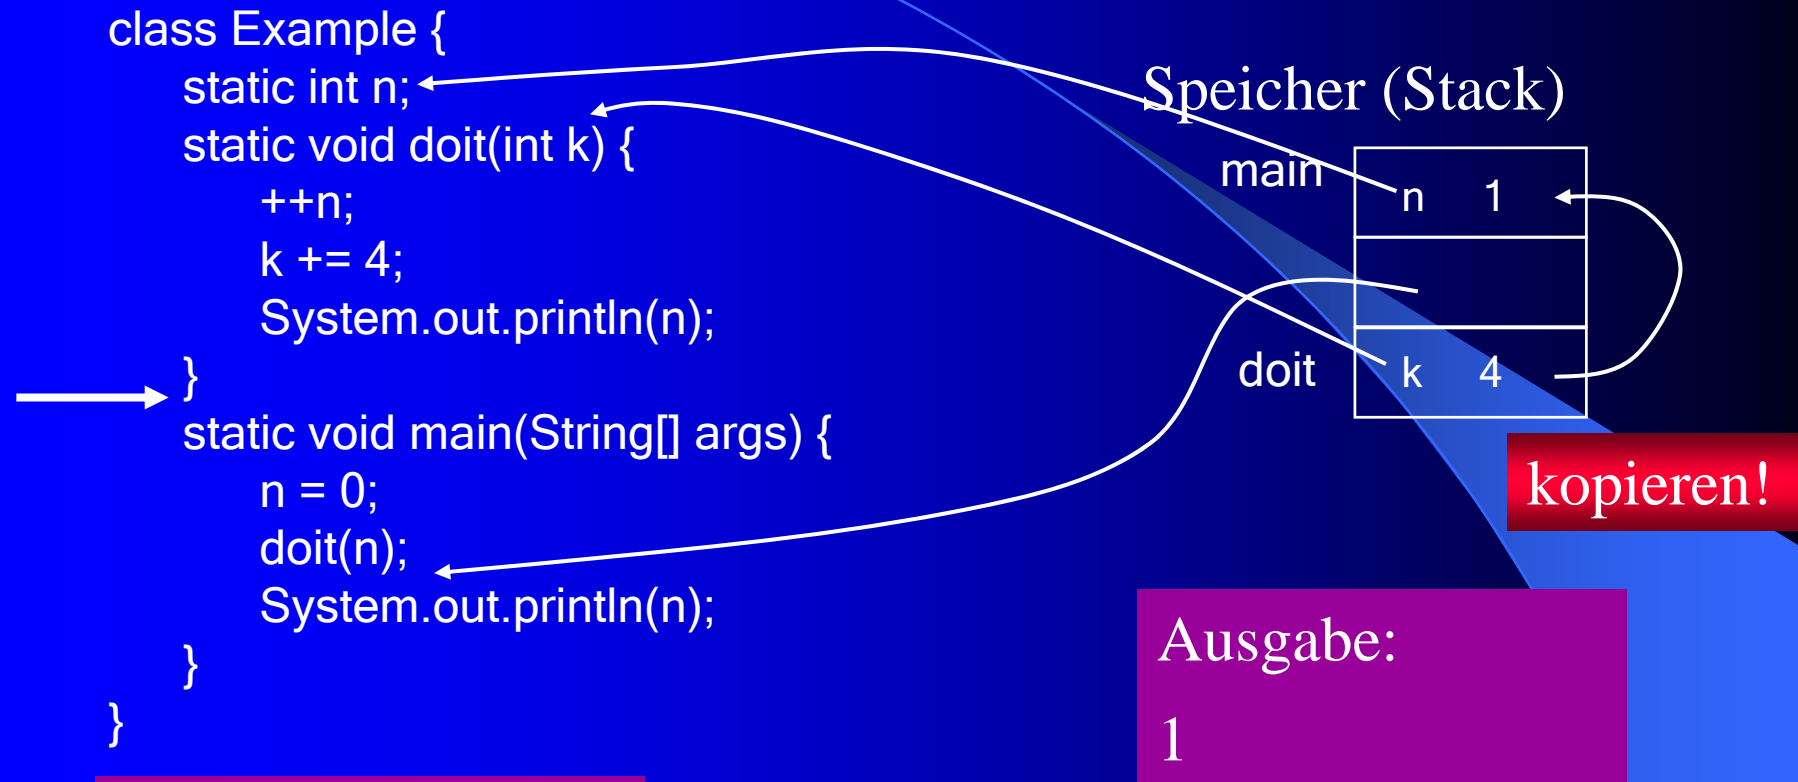 class Example {
static int n;
static void doit(int k) {
++n;
k += 4;
System.out.println(n);
}
static void main(String[] args) {
n = 0;
doit(n);
System.out.println(n);
}
}
Speicher (Stack)
main
n 1
doit
k 4
kopieren!
Ausgabe:
1